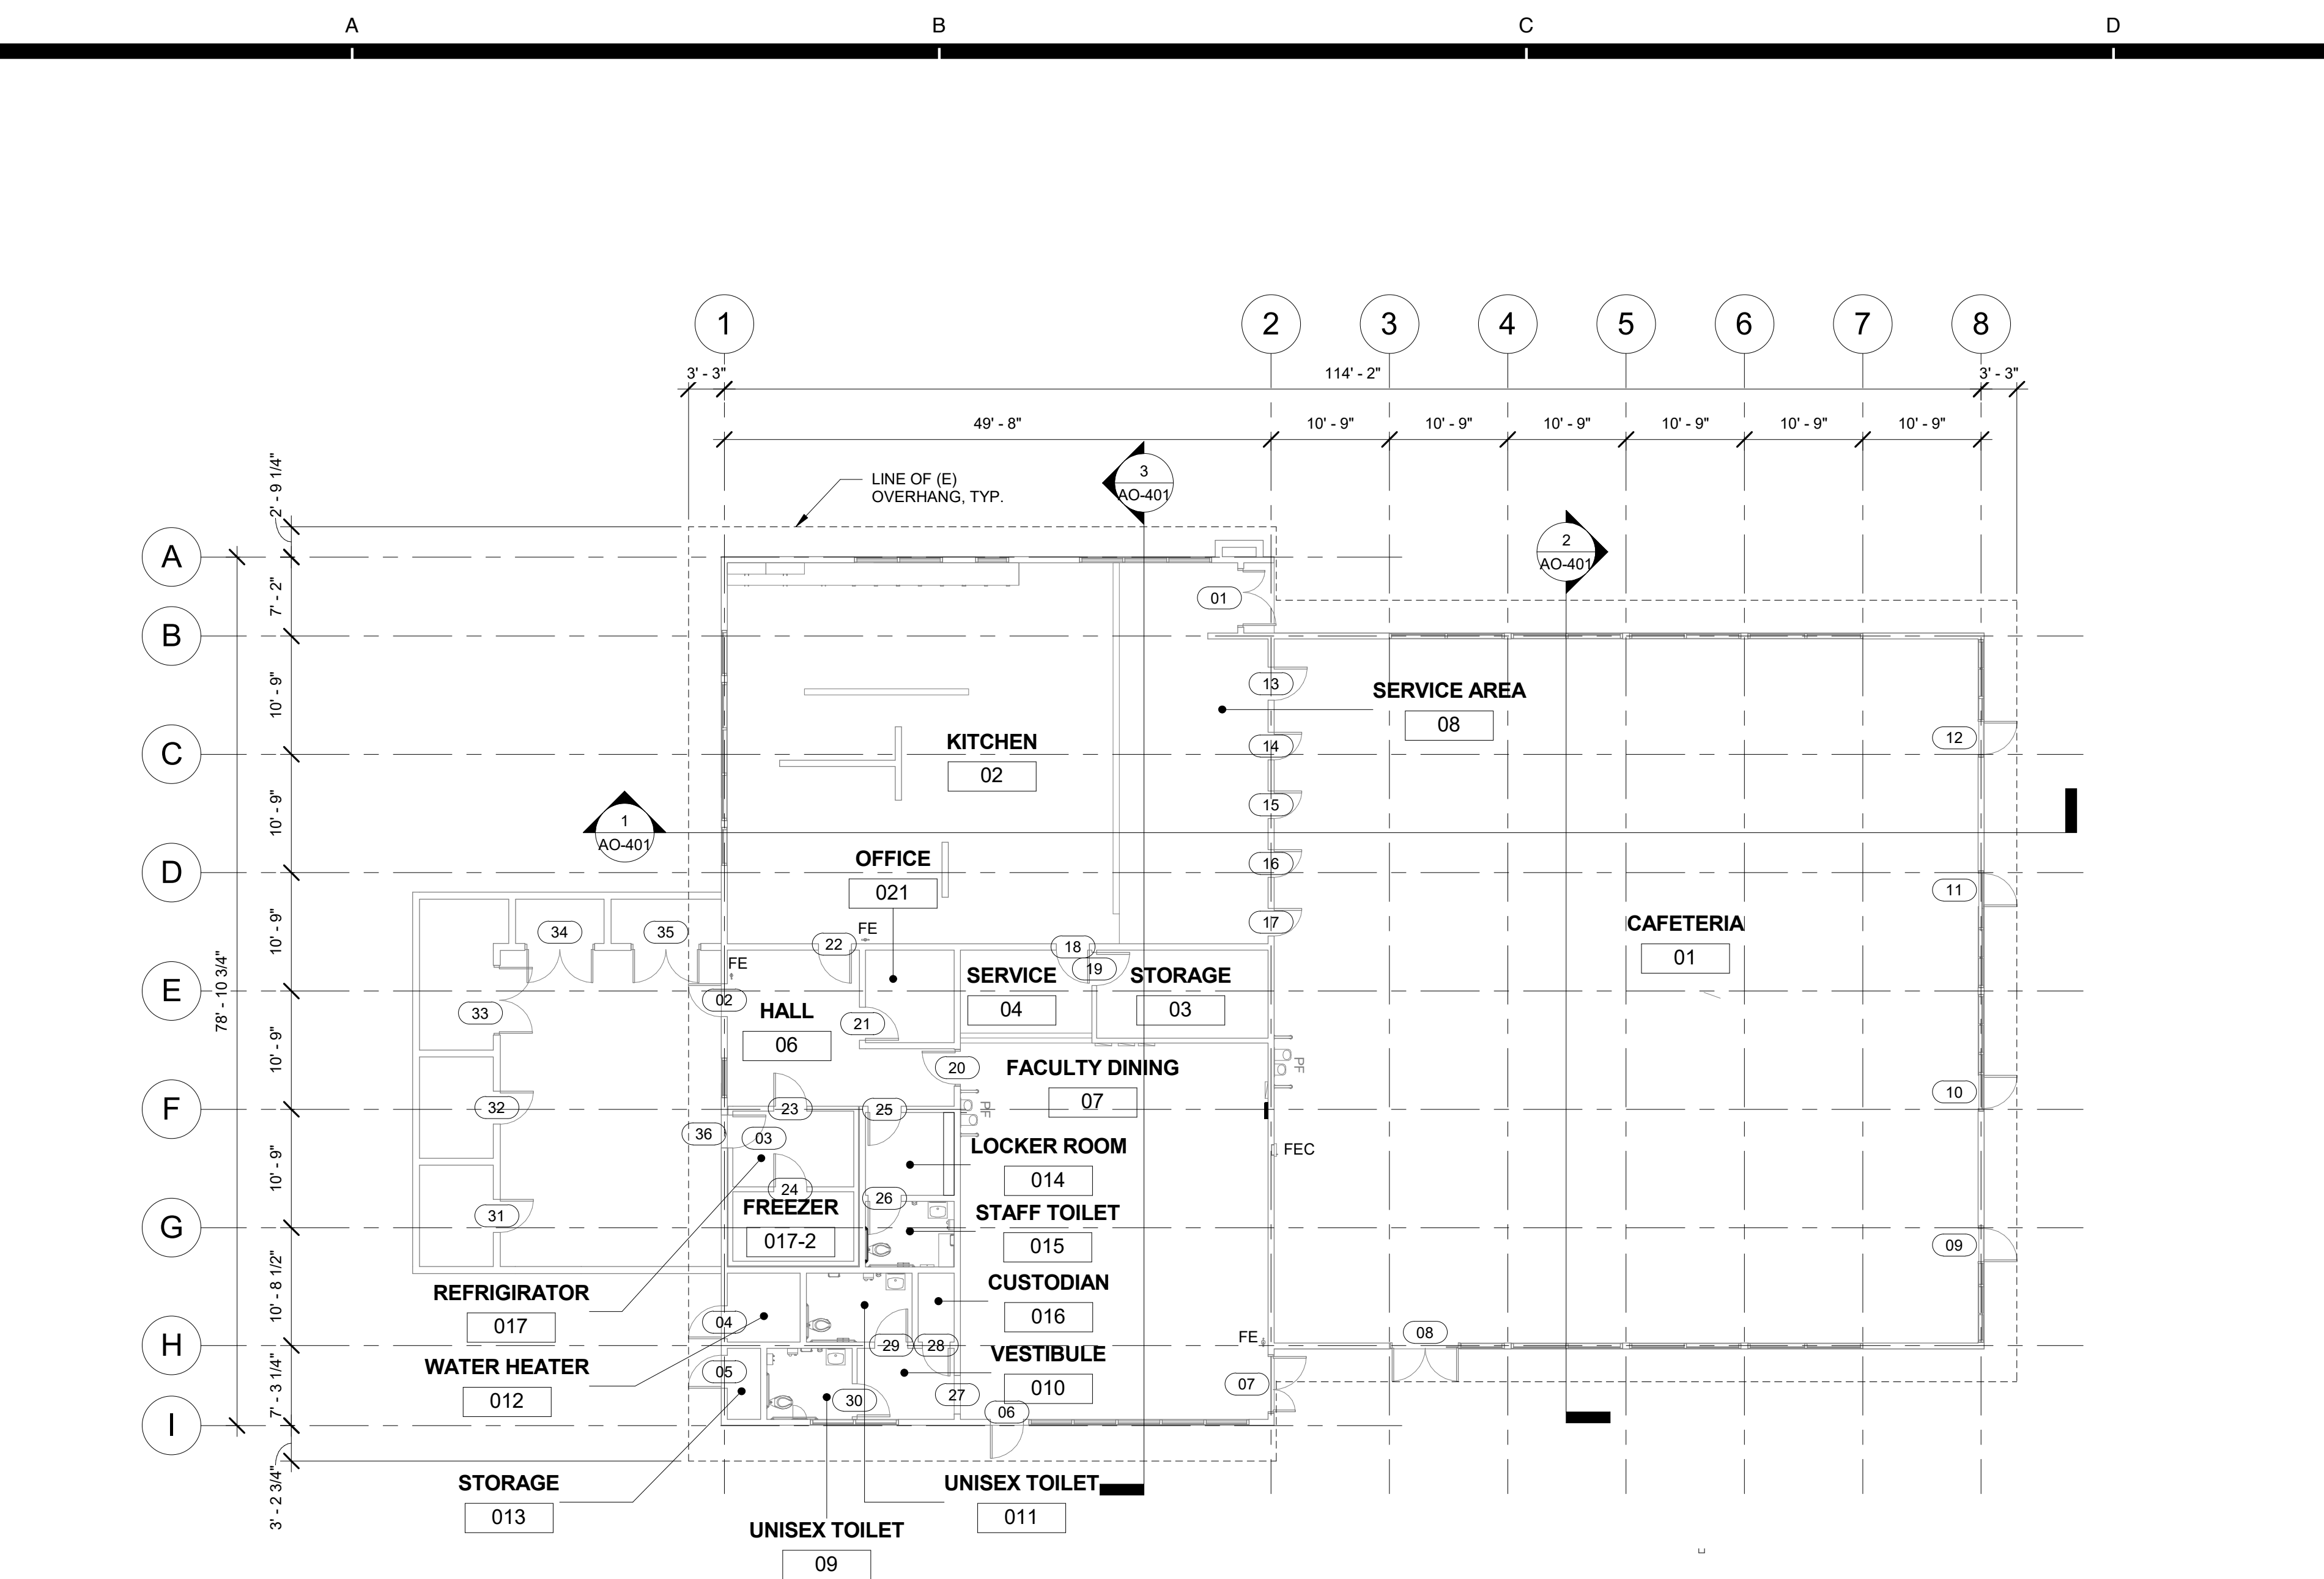 A B C D
1 2 3 4 5 6 7 8
3' - 3" 114' - 2" 3' - 3"
49' - 8" 10' - 9" 10' - 9" 10' - 9" 10' - 9" 10' - 9" 10' - 9"
LINE OF (E)
OVERHANG, TYP.
3
AO-401
2
AO-401
1
AO-401
A
B
C
D
E
F
G
H
I
2' - 9 1/4"
7' - 2"
10' - 9"
10' - 9"
10' - 9"
10' - 9"
10' - 9"
10' - 8 1/2"
7' - 3 1/4"
3' - 2 3/4"
78' - 10 3/4"
01
13
SERVICE AREA
08
12
14
KITCHEN
02
15
OFFICE
021
16
11
17
CAFETERIA
01
34
35
22
FE
18
19
FE
02
33
HALL
06
21
SERVICE
04
STORAGE
03
20
FACULTY DINING
07
PF
PF
10
32
23
25
36
03
FEC
LOCKER ROOM
014
24
26
FREEZER
017-2
31
STAFF TOILET
015
09
REFRIGIRATOR
017
CUSTODIAN
016
04
29
28
FE
08
VESTIBULE
010
WATER HEATER
012
05
30
27
06
07
STORAGE
013
UNISEX TOILET
011
UNISEX TOILET
09